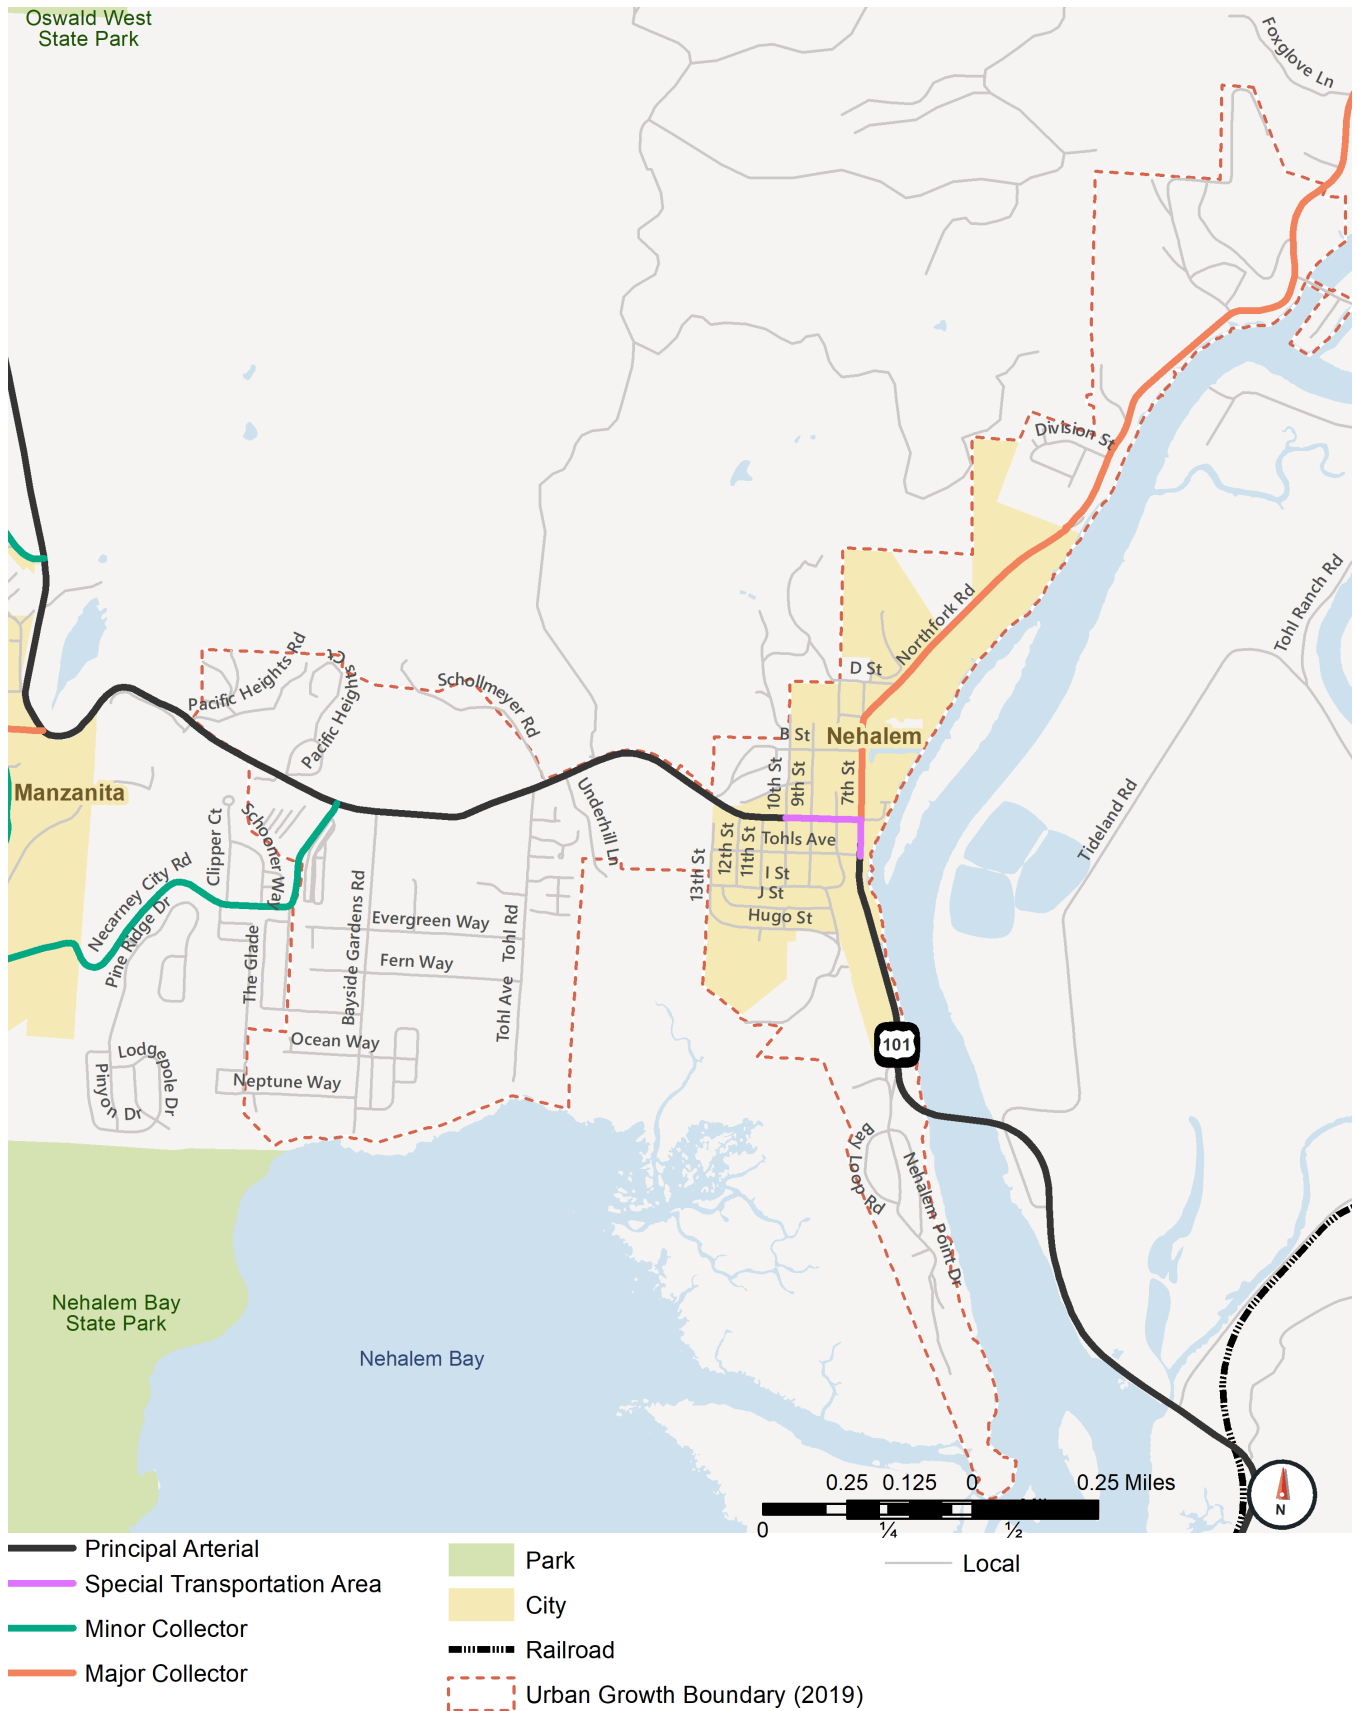 Oswald West
State Park
Foxglove Ln
Division St
Tohl Ranch Rd
Northfork Rd
D St
Pacific Heights Rd
Pacific Heights Ct
Schollmeyer Rd
B St
Nehalem
10th St
9th St
7th St
Manzanita
Underhill Ln
Tideland Rd
Clipper Ct
Schooner Way
Tohls Ave
12th St
11th St
13th St
I St
J St
Hugo St
Necarney City Rd
Pine Ridge Dr
The Glade
Bayside Gardens Rd
Evergreen Way
Fern Way
Tohl Rd
Tohl Ave
Ocean Way
Neptune Way
Lodgepole Dr
Pinyon Dr
101
Bay Loop Rd
Nehalem Point Dr
Nehalem Bay
State Park
Nehalem Bay
0.25 0.125 0 0.25 Miles
0 ¼ ½
N
Principal Arterial
Special Transportation Area
Minor Collector
Major Collector
Park
City
Railroad
Urban Growth Boundary (2019)
Local